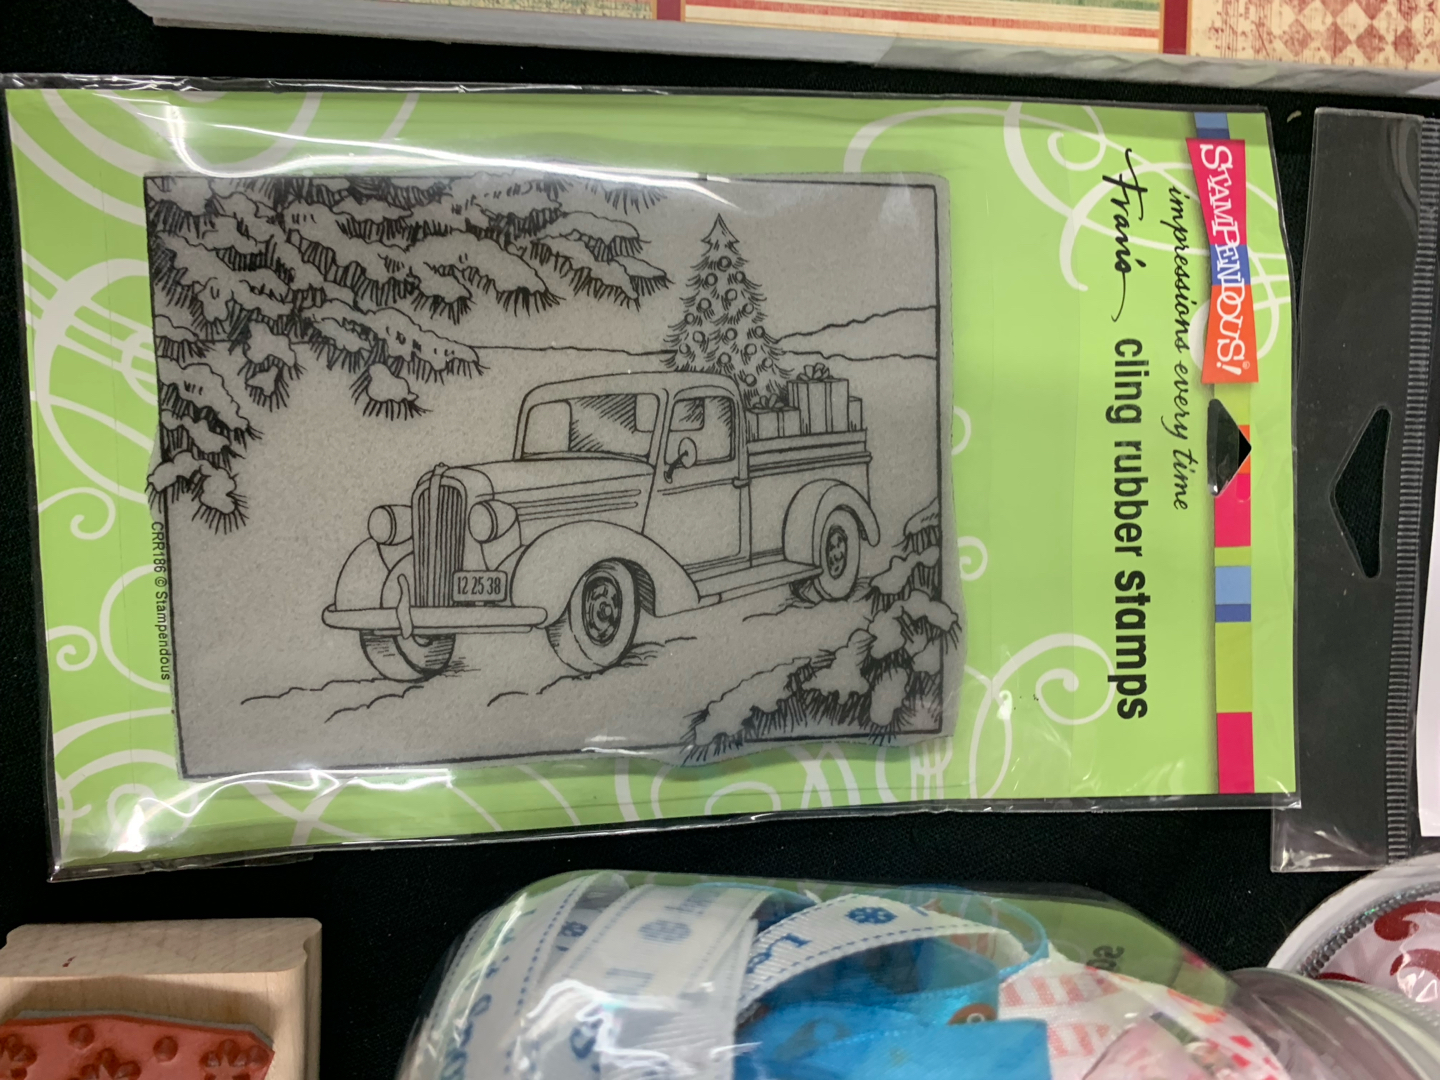 STAMPENDOUS!®
impressions every time
fran's cling rubber stamps
12 25 38
CRR186 © Stampendous